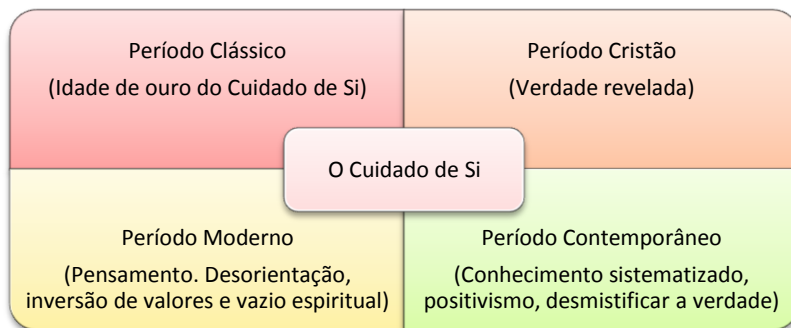 Período Clássico
(Idade de ouro do Cuidado de Si)
Período Cristão
(Verdade revelada)
O Cuidado de Si
Período Moderno
(Pensamento. Desorientação,
inversão de valores e vazio espiritual)
Período Contemporâneo
(Conhecimento sistematizado,
positivismo, desmistificar a verdade)